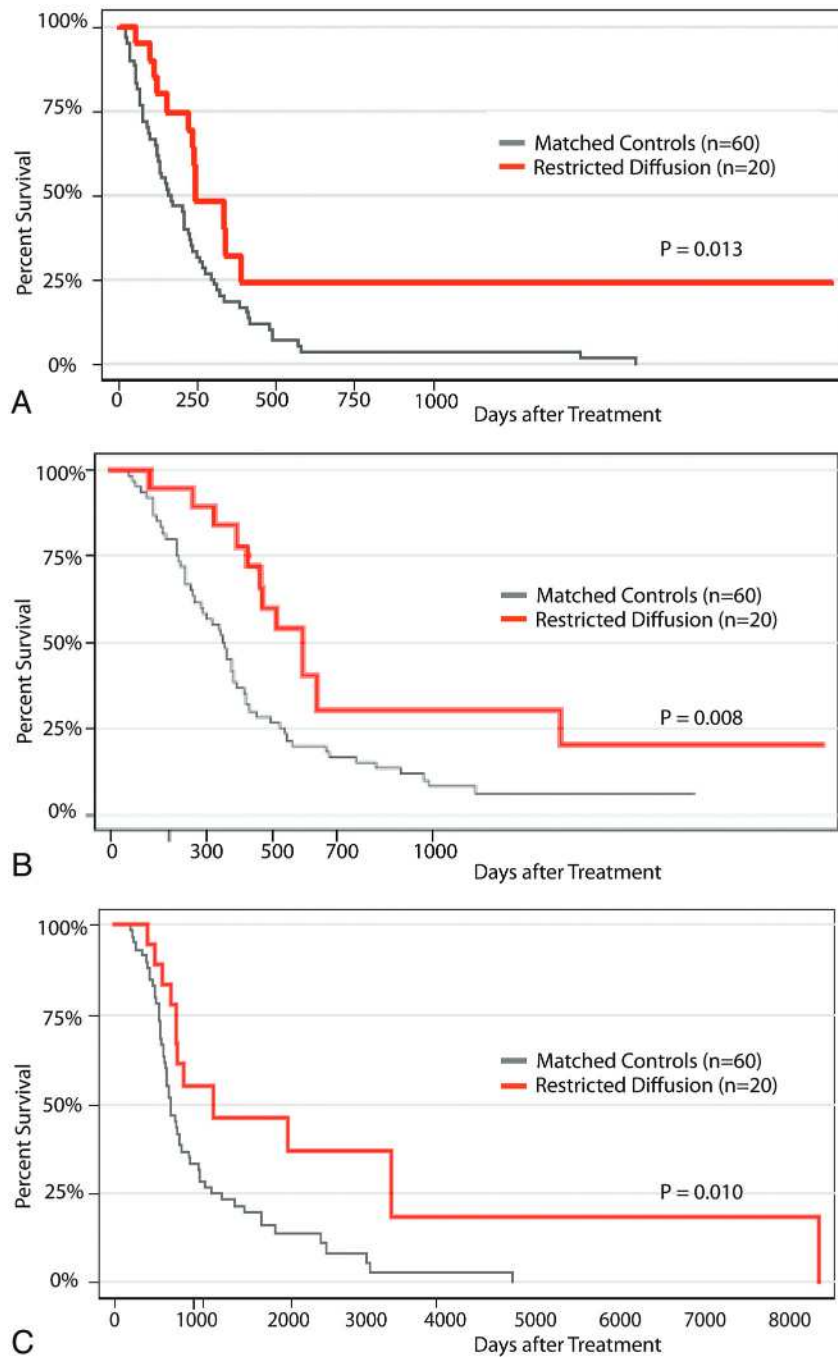 100%
75%
50%
25%
0%
Percent Survival
Matched Controls (n=60)
Restricted Diffusion (n=20)
P = 0.013
0 250 500 750 1000
Days after Treatment
A
100%
75%
50%
25%
0%
Percent Survival
Matched Controls (n=60)
Restricted Diffusion (n=20)
P = 0.008
0 300 500 700 1000
Days after Treatment
B
100%
75%
50%
25%
0%
Percent Survival
Matched Controls (n=60)
Restricted Diffusion (n=20)
P = 0.010
0 1000 2000 3000 4000 5000 6000 7000 8000
Days after Treatment
C